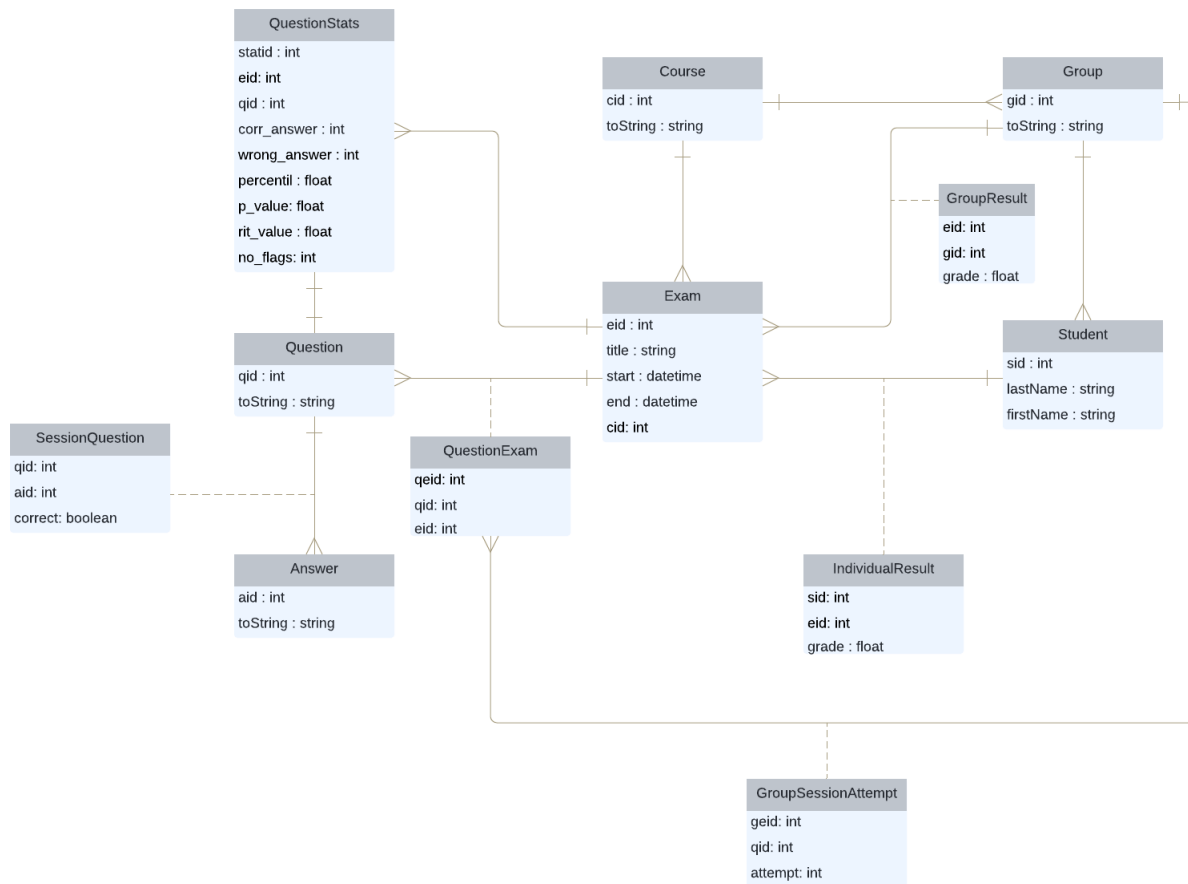 QuestionStats
statid : int
eid: int
qid : int
corr_answer : int
wrong_answer : int
percentil : float
p_value: float
rit_value : float
no_flags: int
Course
cid : int
toString : string
Group
gid : int
toString : string
GroupResult
eid: int
gid: int
grade : float
Exam
eid : int
title : string
start : datetime
end : datetime
cid: int
Student
sid : int
lastName : string
firstName : string
Question
qid : int
toString : string
SessionQuestion
qid: int
aid: int
correct: boolean
QuestionExam
qeid: int
qid: int
eid: int
Answer
aid : int
toString : string
IndividualResult
sid: int
eid: int
grade : float
GroupSessionAttempt
geid: int
qid: int
attempt: int